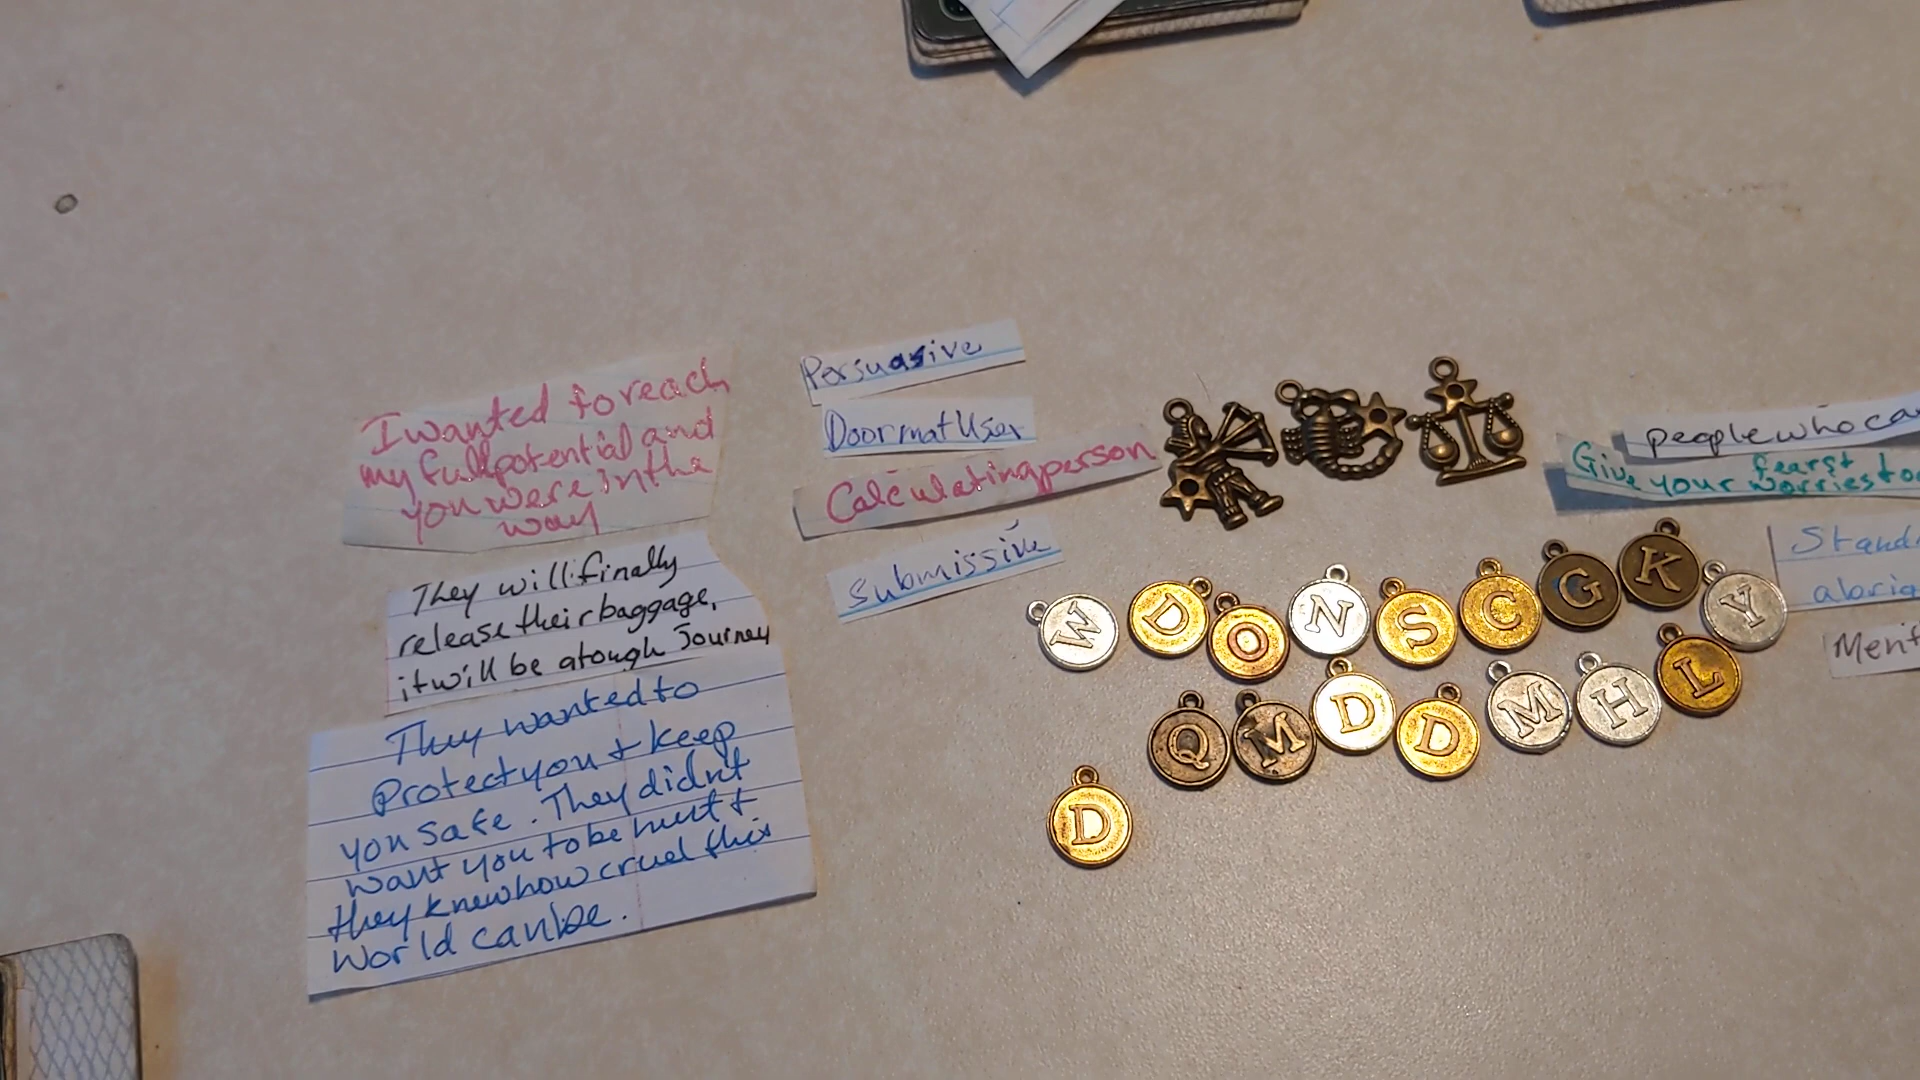 I wanted to reach
my full potential and
you were in the
way
They will finally
release their baggage,
it will be a tough Journey
They wanted to
Protect you & keep
you safe. They didn't
want you to be hurt &
they knew how cruel this
World can be.
Persuasive
Doormat User
Calculating person
Submissive
W D O N S C G K Y
Q M D D M H L
D
people who ca
Give your fears &
worries to